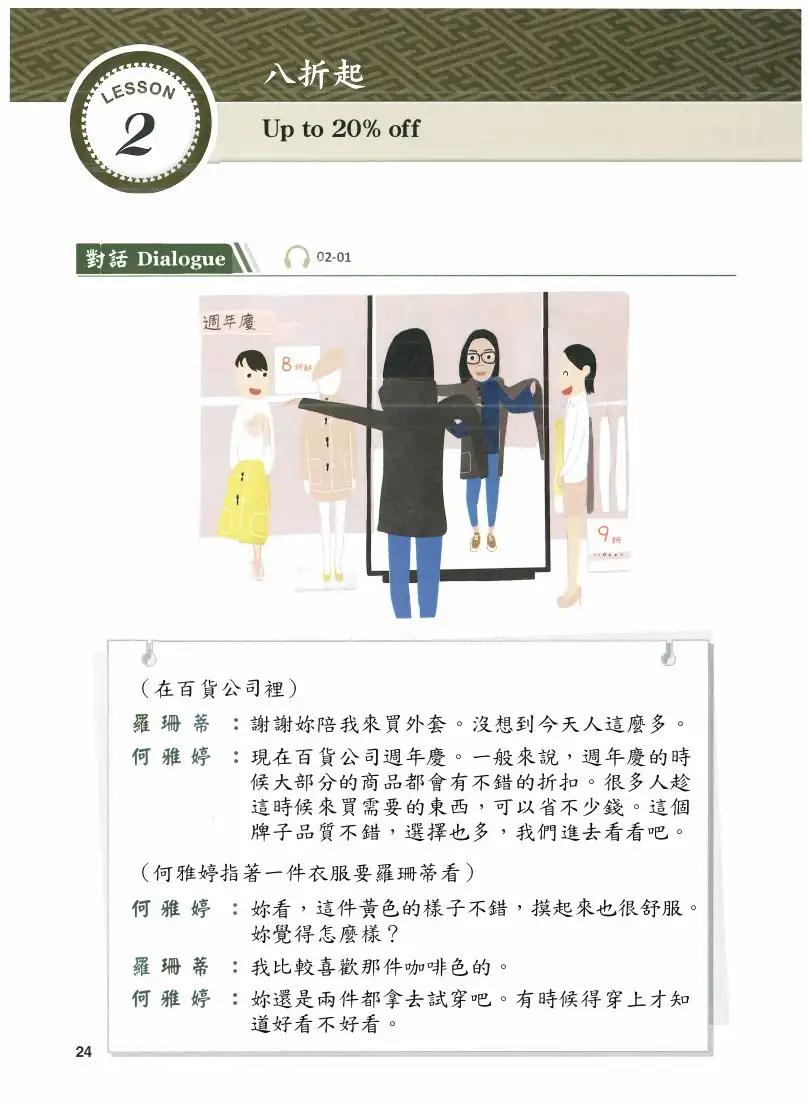 LESSON
2
八折起
Up to 20% off
對話 Dialogue
02-01
週年慶
8折起
9折
（在百貨公司裡）
羅珊蒂：謝謝妳陪我來買外套。沒想到今天人這麼多。
何雅婷：現在百貨公司週年慶。一般來說，週年慶的時
候大部分的商品都會有不錯的折扣。很多人趁
這時候來買需要的東西，可以省不少錢。這個
牌子品質不錯，選擇也多，我們進去看看吧。
（何雅婷指著一件衣服要羅珊蒂看）
何雅婷：妳看，這件黃色的樣子不錯，摸起來也很舒服。
妳覺得怎麼樣？
羅珊蒂：我比較喜歡那件咖啡色的。
何雅婷：妳還是兩件都拿去試穿吧。有時候得穿上才知
道好看不好看。
24